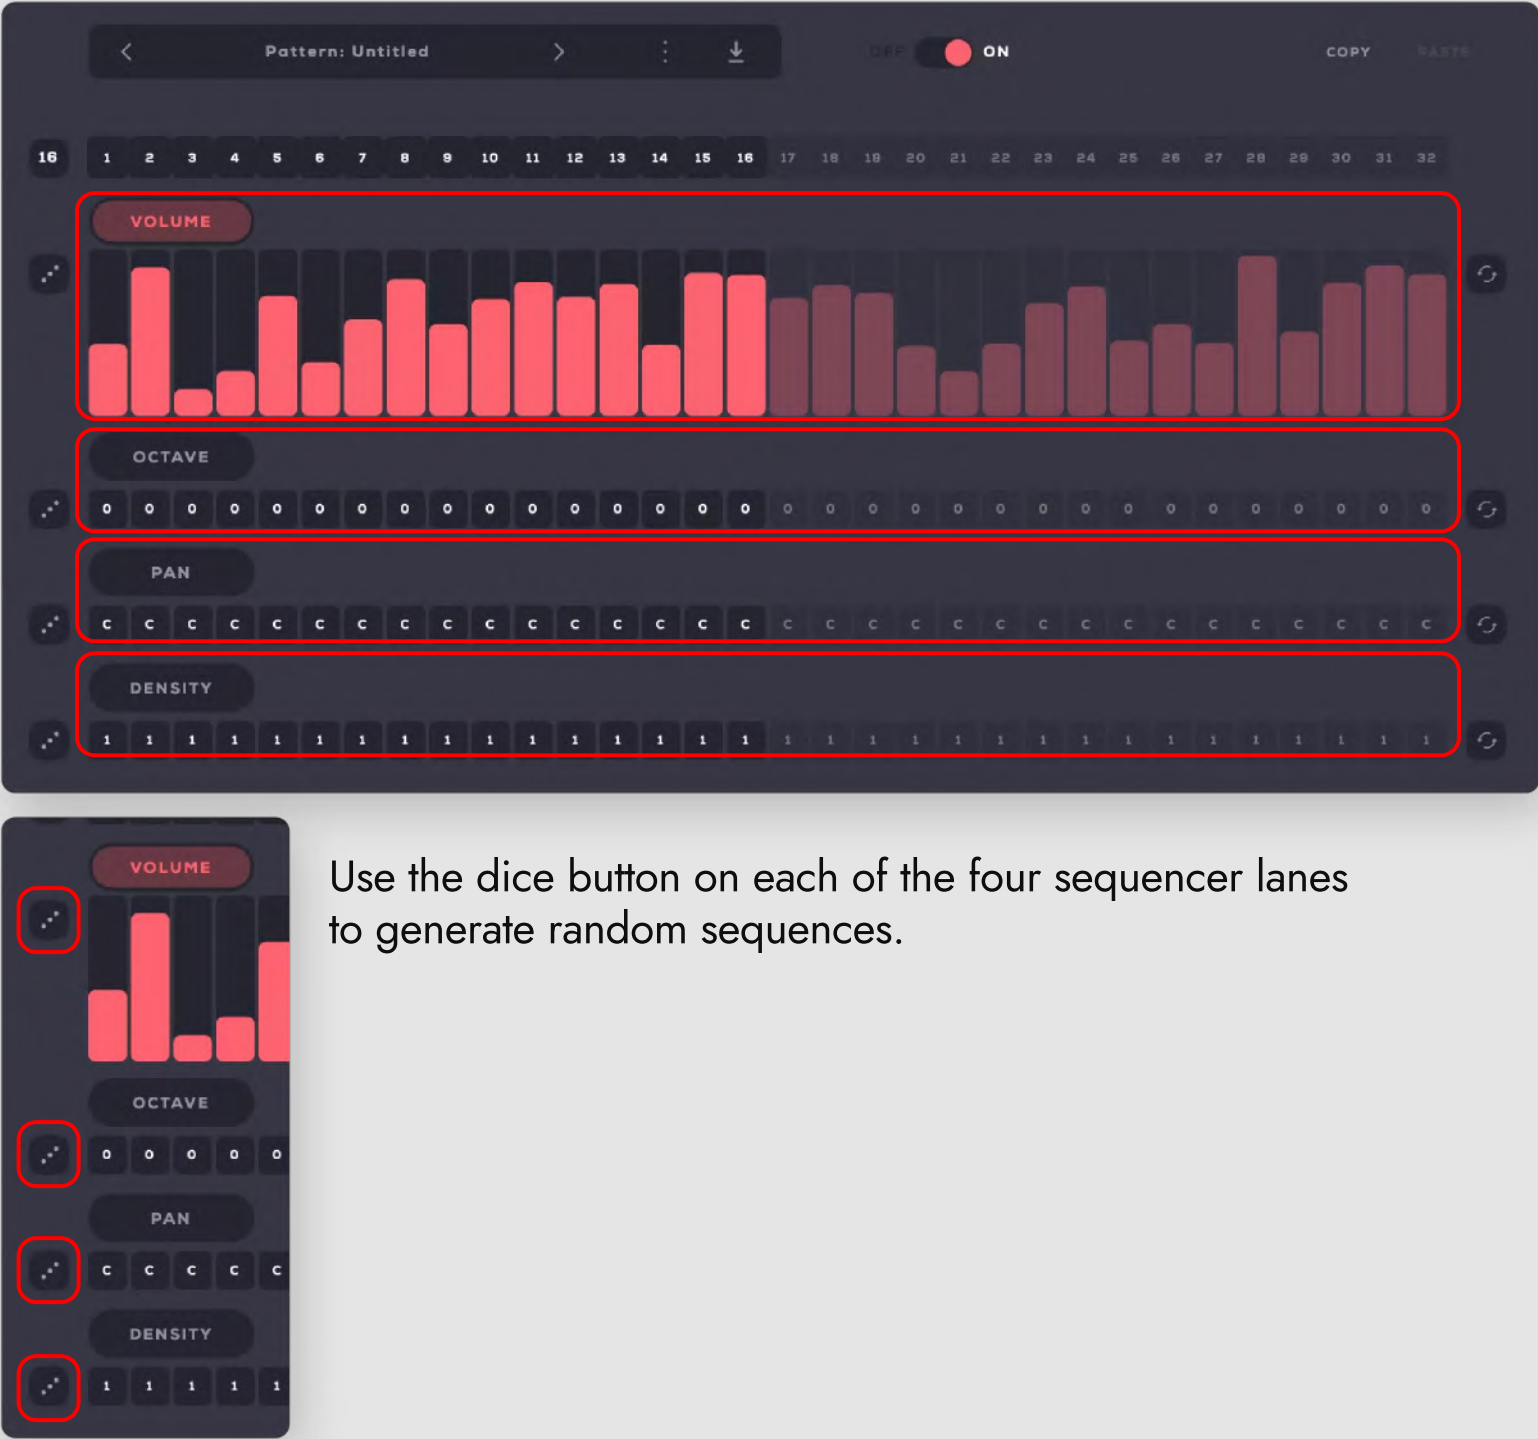 Pattern: Untitled
OFF ON
COPY PASTE
16 1 2 3 4 5 6 7 8 9 10 11 12 13 14 15 16 17 18 19 20 21 22 23 24 25 26 27 28 29 30 31 32
VOLUME
OCTAVE
0 0 0 0 0 0 0 0 0 0 0 0 0 0 0 0 0 0 0 0 0 0 0 0 0 0 0 0 0 0 0 0
PAN
C C C C C C C C C C C C C C C C C C C C C C C C C C C C C C C C
DENSITY
1 1 1 1 1 1 1 1 1 1 1 1 1 1 1 1 1 1 1 1 1 1 1 1 1 1 1 1 1 1 1 1
VOLUME
OCTAVE
0 0 0 0 0
PAN
C C C C C
DENSITY
1 1 1 1 1
Use the dice button on each of the four sequencer lanes
to generate random sequences.